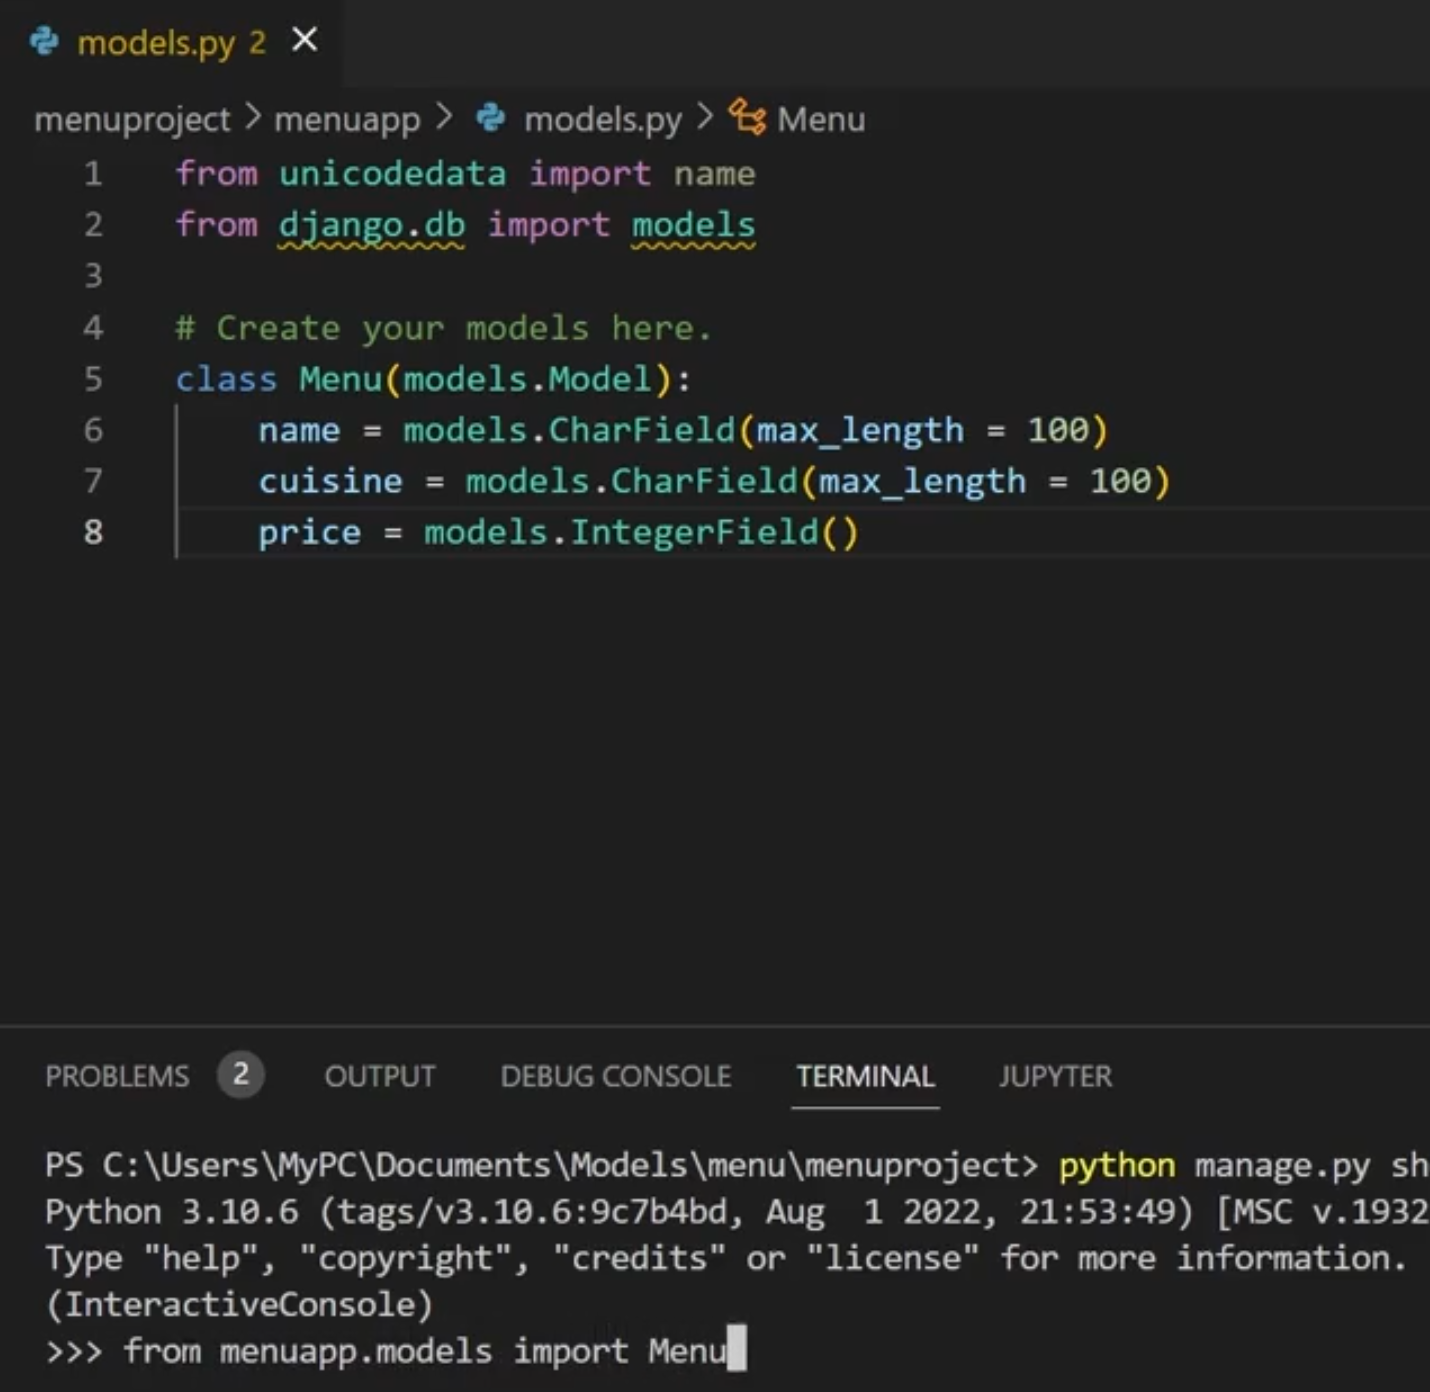 models.py 2
menuproject > menuapp > models.py > Menu
1 from unicodedata import name
2 from django.db import models
3
4 # Create your models here.
5 class Menu(models.Model):
6     name = models.CharField(max_length = 100)
7     cuisine = models.CharField(max_length = 100)
8     price = models.IntegerField()
PROBLEMS 2 OUTPUT DEBUG CONSOLE TERMINAL JUPYTER
PS C:\Users\MyPC\Documents\Models\menu\menuproject> python manage.py sh
Python 3.10.6 (tags/v3.10.6:9c7b4bd, Aug  1 2022, 21:53:49) [MSC v.1932
Type "help", "copyright", "credits" or "license" for more information.
(InteractiveConsole)
>>> from menuapp.models import Menu